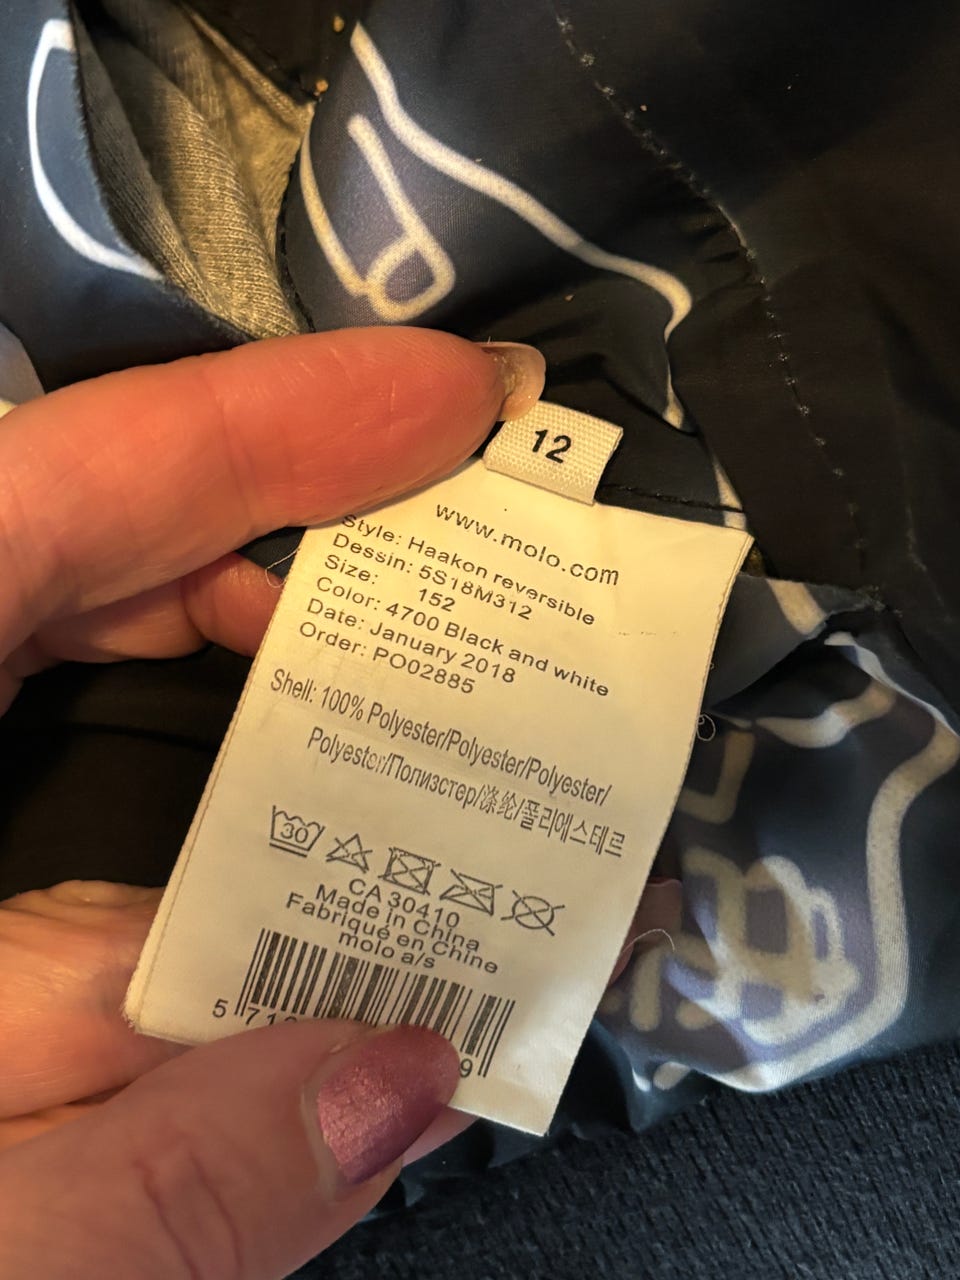 12
www.molo.com
Style: Haakon reversible
Dessin: 5S18M312
Size: 152
Color: 4700 Black and white
Date: January 2018
Order: PO02885
Shell: 100% Polyester/Polyester/Polyester/
Polyester/Полиэстер/涤纶/폴리에스테르
30
CA 30410
Made in China
Fabriqué en Chine
molo a/s
5
9